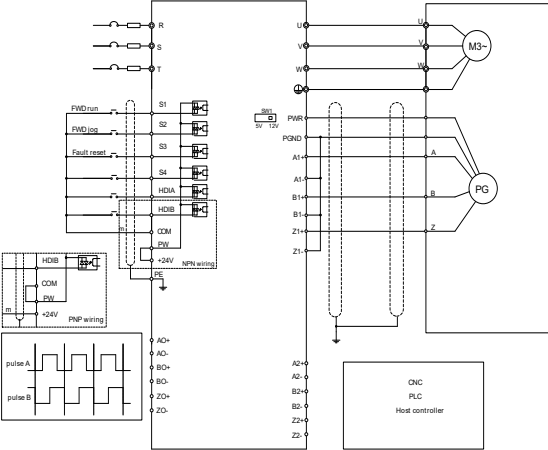 R
S
T
FWD run
FWD jog
Fault reset
S1
S2
S3
S4
HDIA
HDIB
COM
PW
+24V
PE
m
NPN wiring
HDIB
COM
PW
+24V
m
PNP wiring
pulse A
pulse B
AO+
AO-
BO+
BO-
ZO+
ZO-
SW1
5V 12V
U
V
W
PWR
PGND
A1+
A1-
B1+
B1-
Z1+
Z1-
A2+
A2-
B2+
B2-
Z2+
Z2-
U
V
W
M3~
A
B
Z
PG
CNC
PLC
Host controller